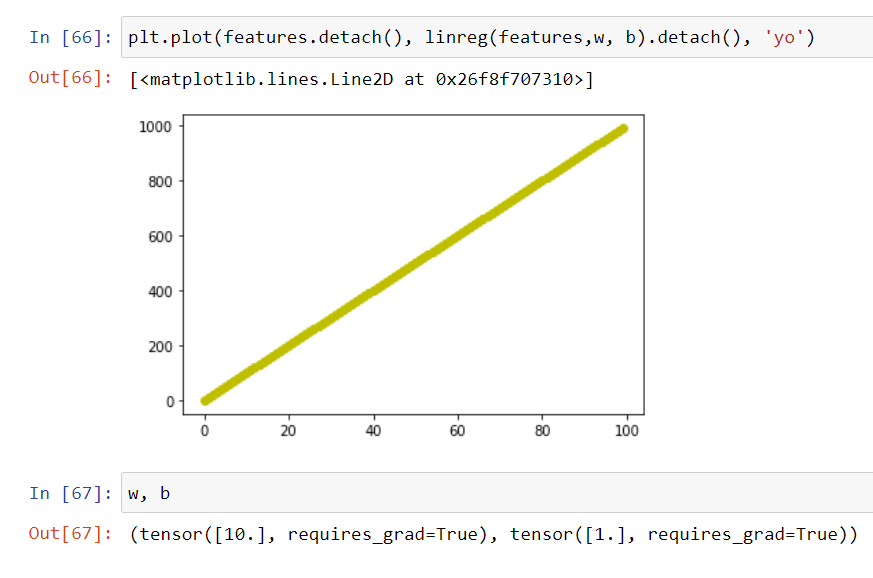 In [66]: plt.plot(features.detach(), linreg(features,w, b).detach(), 'yo')
Out[66]: [<matplotlib.lines.Line2D at 0x26f8f707310>]
1000
800
600
400
200
0
0 20 40 60 80 100
In [67]: w, b
Out[67]: (tensor([10.], requires_grad=True), tensor([1.], requires_grad=True))